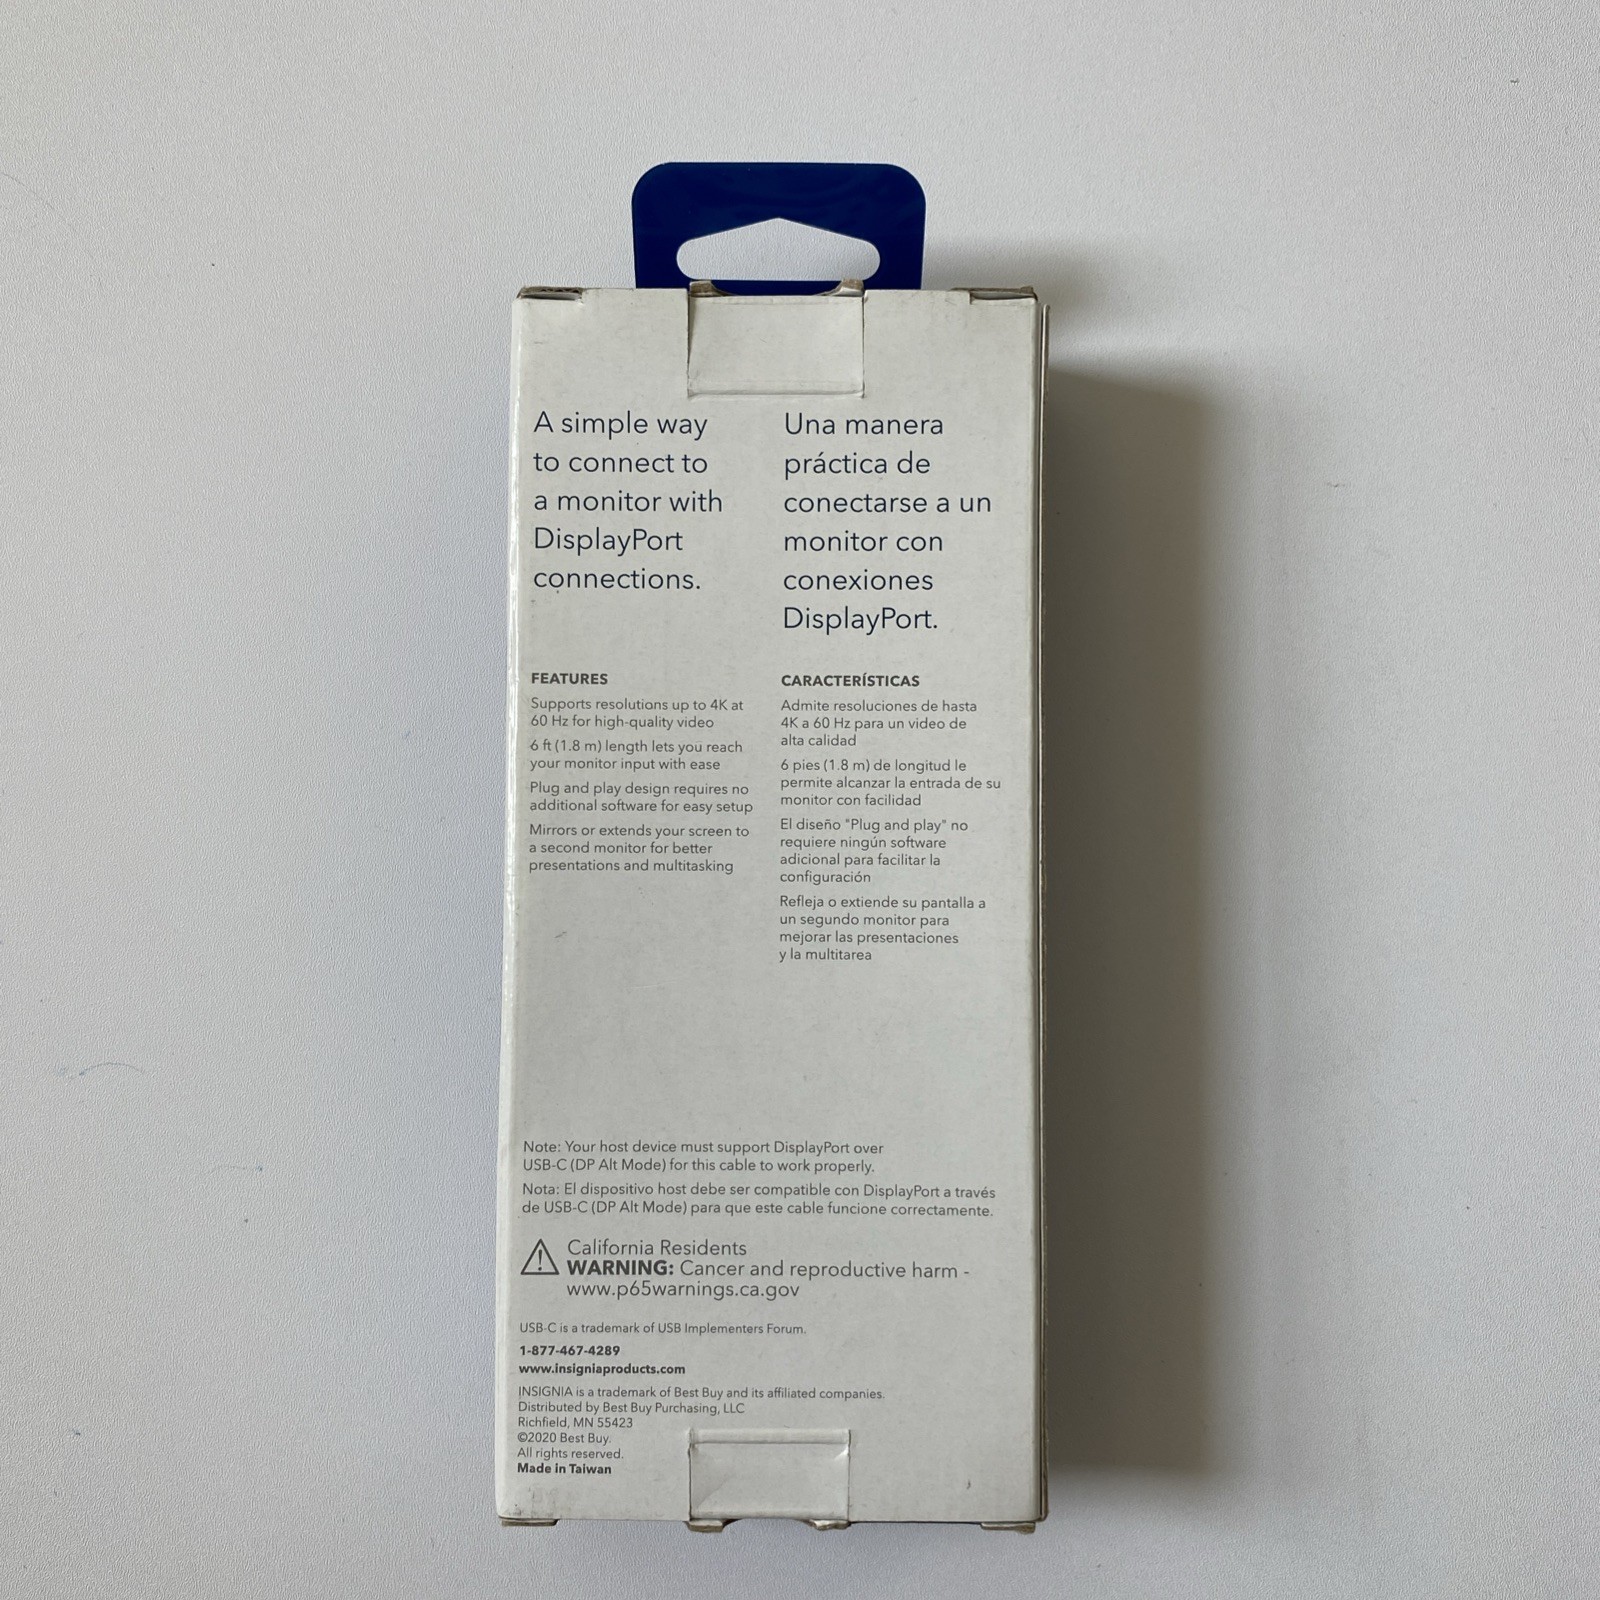 A simple way
to connect to
a monitor with
DisplayPort
connections.
Una manera
práctica de
conectarse a un
monitor con
conexiones
DisplayPort.
FEATURES
Supports resolutions up to 4K at
60 Hz for high-quality video
6 ft (1.8 m) length lets you reach
your monitor input with ease
Plug and play design requires no
additional software for easy setup
Mirrors or extends your screen to
a second monitor for better
presentations and multitasking
CARACTERÍSTICAS
Admite resoluciones de hasta
4K a 60 Hz para un video de
alta calidad
6 pies (1.8 m) de longitud le
permite alcanzar la entrada de su
monitor con facilidad
El diseño "Plug and play" no
requiere ningún software
adicional para facilitar la
configuración
Refleja o extiende su pantalla a
un segundo monitor para
mejorar las presentaciones
y la multitarea
Note: Your host device must support DisplayPort over
USB-C (DP Alt Mode) for this cable to work properly.
Nota: El dispositivo host debe ser compatible con DisplayPort a través
de USB-C (DP Alt Mode) para que este cable funcione correctamente.
California Residents
WARNING: Cancer and reproductive harm -
www.p65warnings.ca.gov
USB-C is a trademark of USB Implementers Forum.
1-877-467-4289
www.insigniaproducts.com
INSIGNIA is a trademark of Best Buy and its affiliated companies.
Distributed by Best Buy Purchasing, LLC
Richfield, MN 55423
©2020 Best Buy.
All rights reserved.
Made in Taiwan